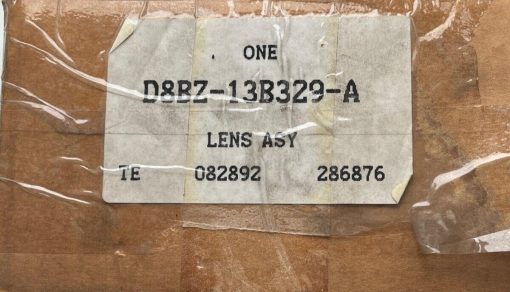 ONE
D8BZ-13B329-A
LENS ASY
TE 082892 286876